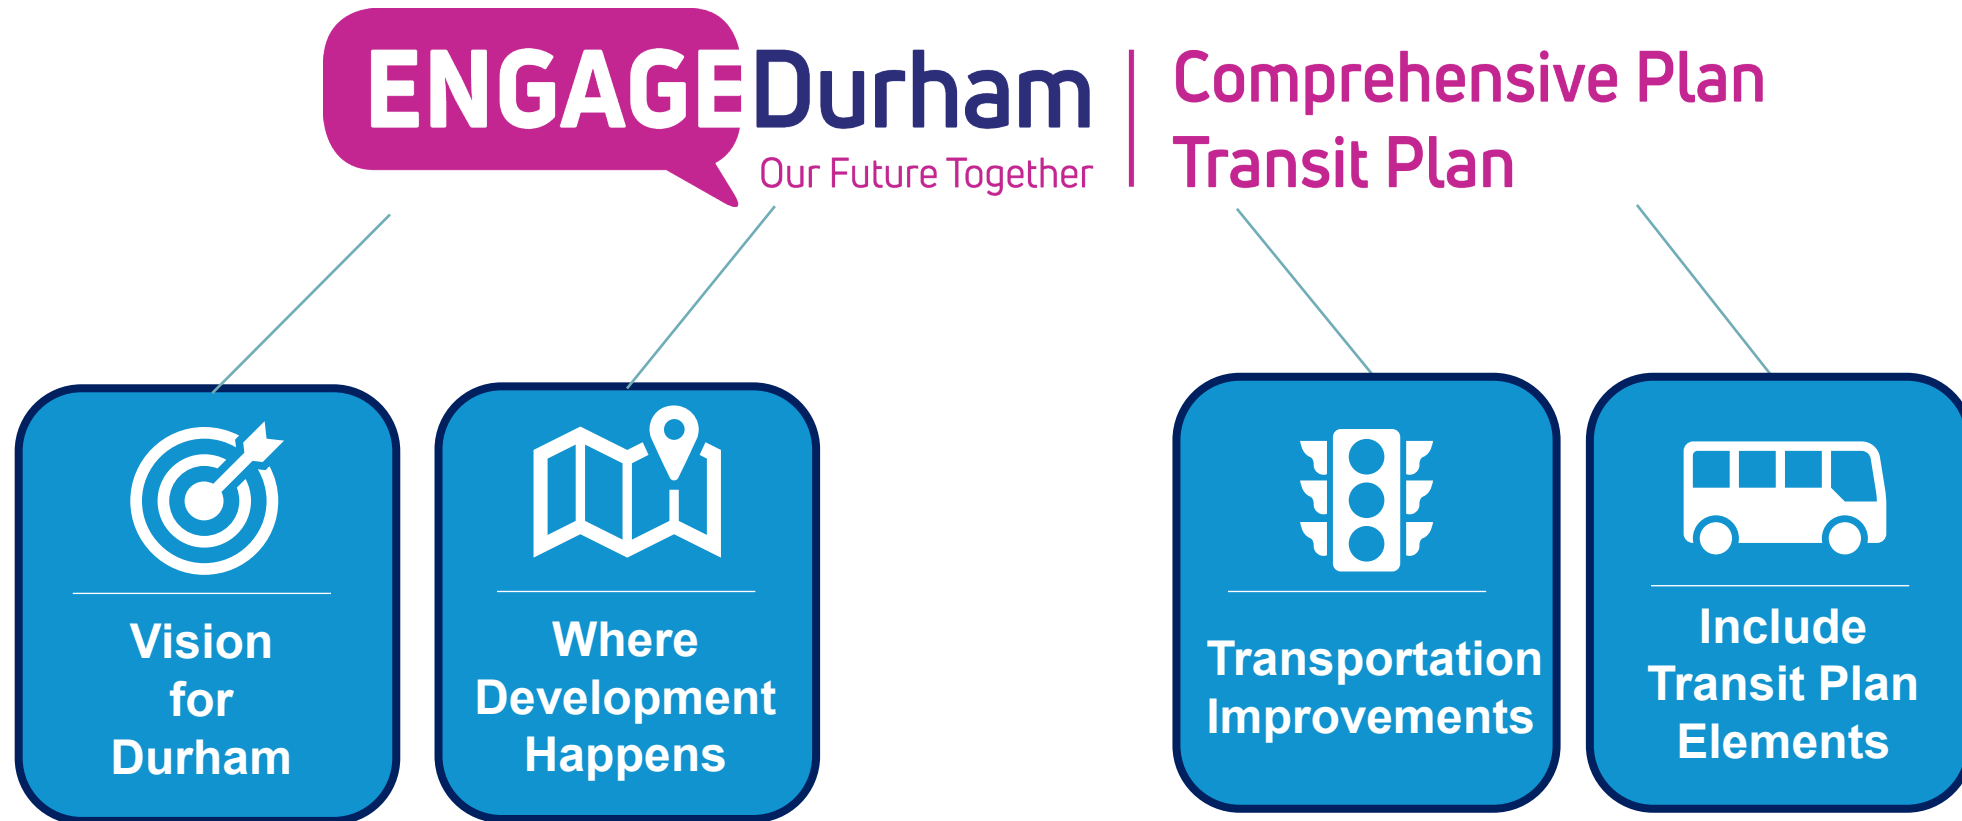 ENGAGEDurham
Our Future Together
Comprehensive Plan
Transit Plan
Vision
for
Durham
Where
Development
Happens
Transportation
Improvements
Include
Transit Plan
Elements